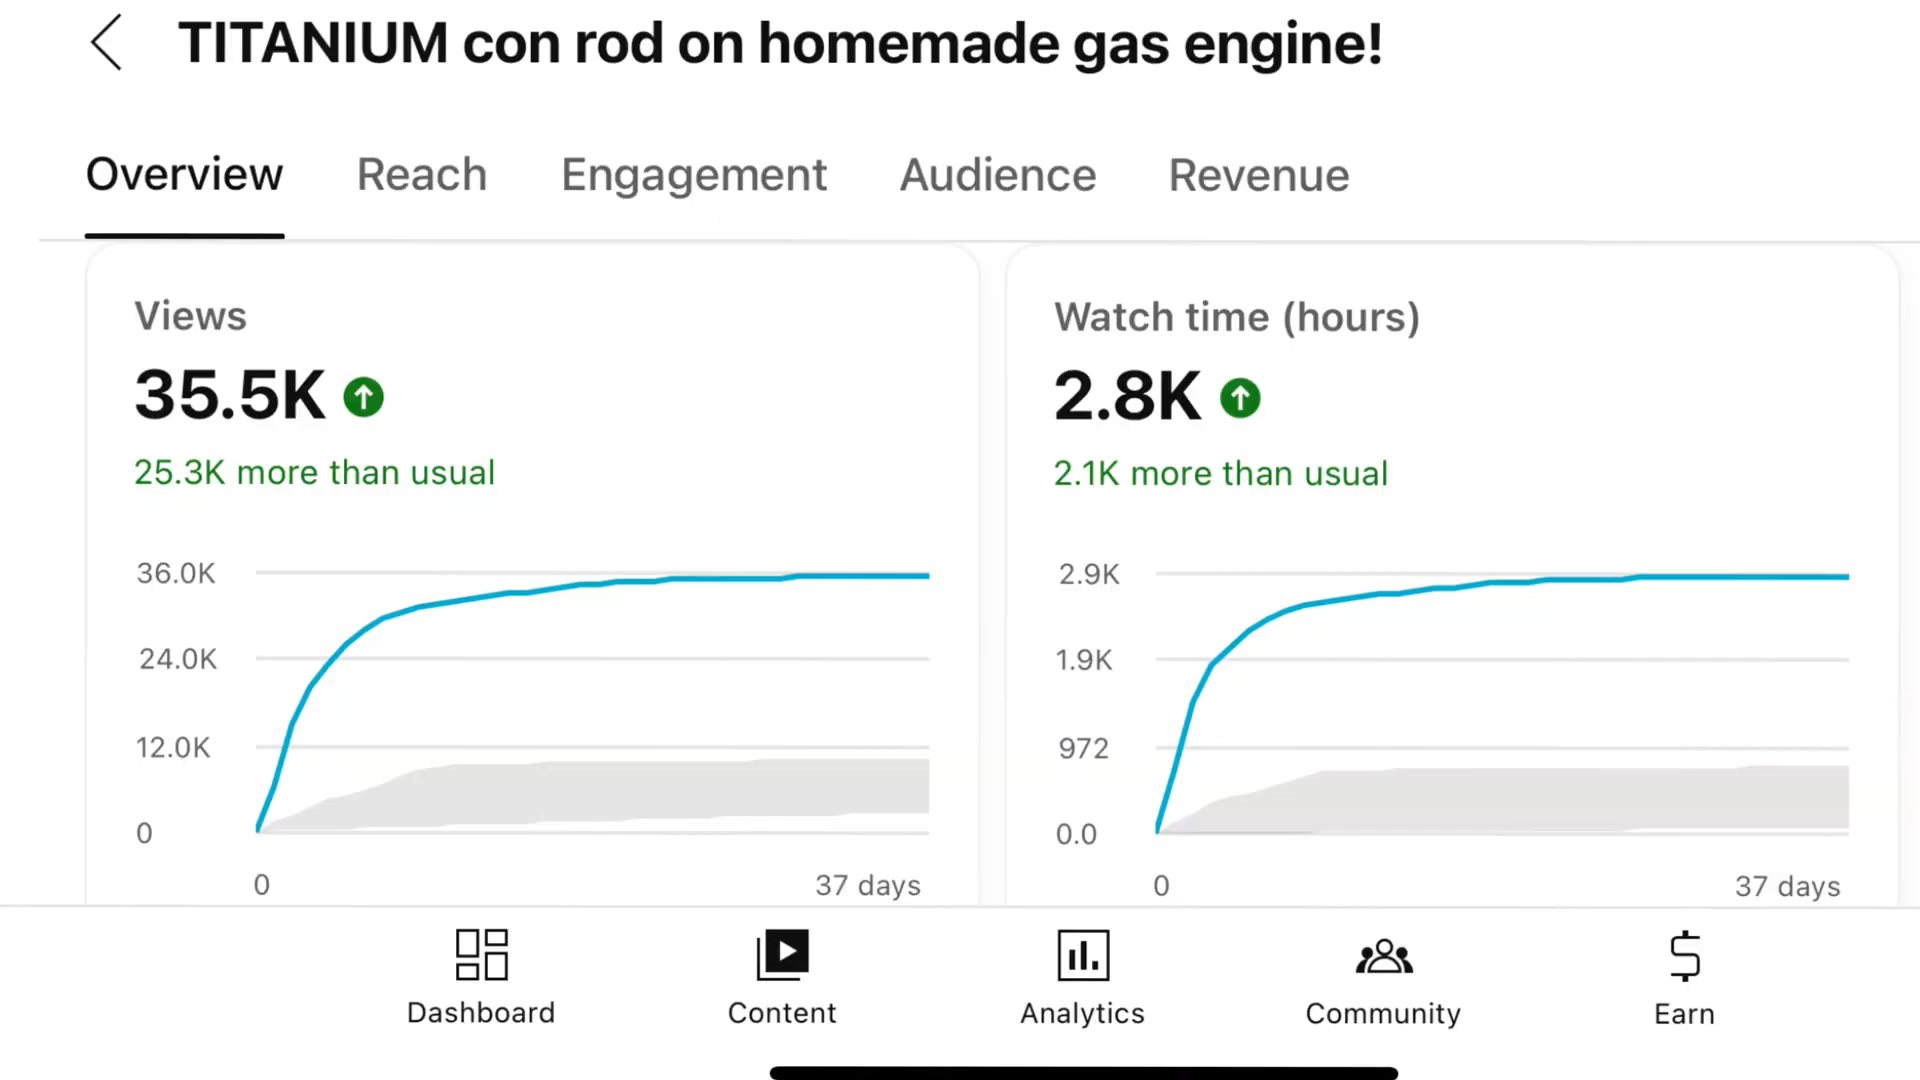 TITANIUM con rod on homemade gas engine!
Overview Reach Engagement Audience Revenue
Views
35.5K
25.3K more than usual
36.0K
24.0K
12.0K
0
0 37 days
Watch time (hours)
2.8K
2.1K more than usual
2.9K
1.9K
972
0.0
0 37 days
Dashboard Content Analytics Community Earn